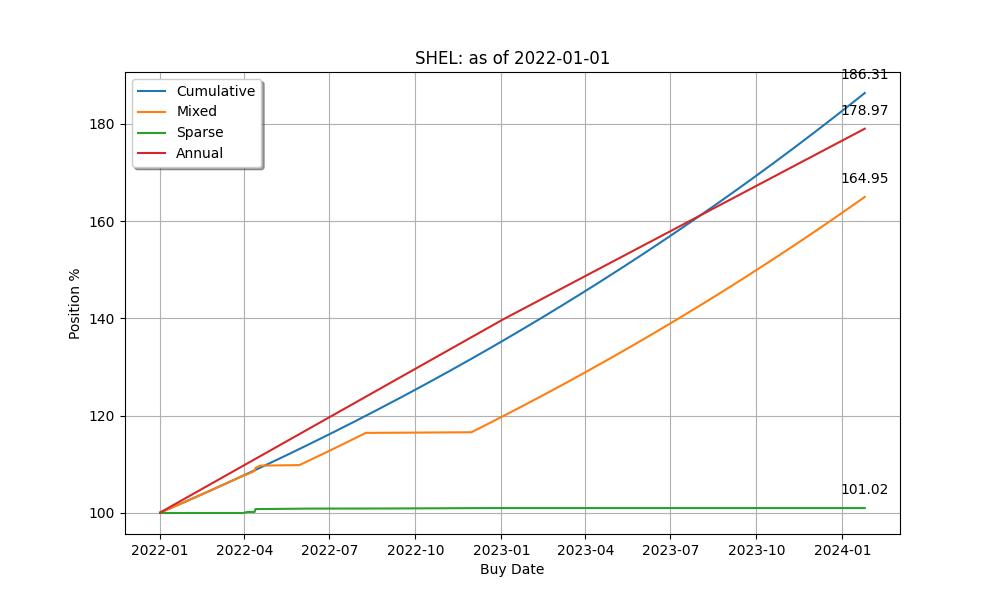 SHEL: as of 2022-01-01
Cumulative
Mixed
Sparse
Annual
186.31
178.97
164.95
101.02
180
160
140
120
100
Position %
2022-01 2022-04 2022-07 2022-10 2023-01 2023-04 2023-07 2023-10 2024-01
Buy Date